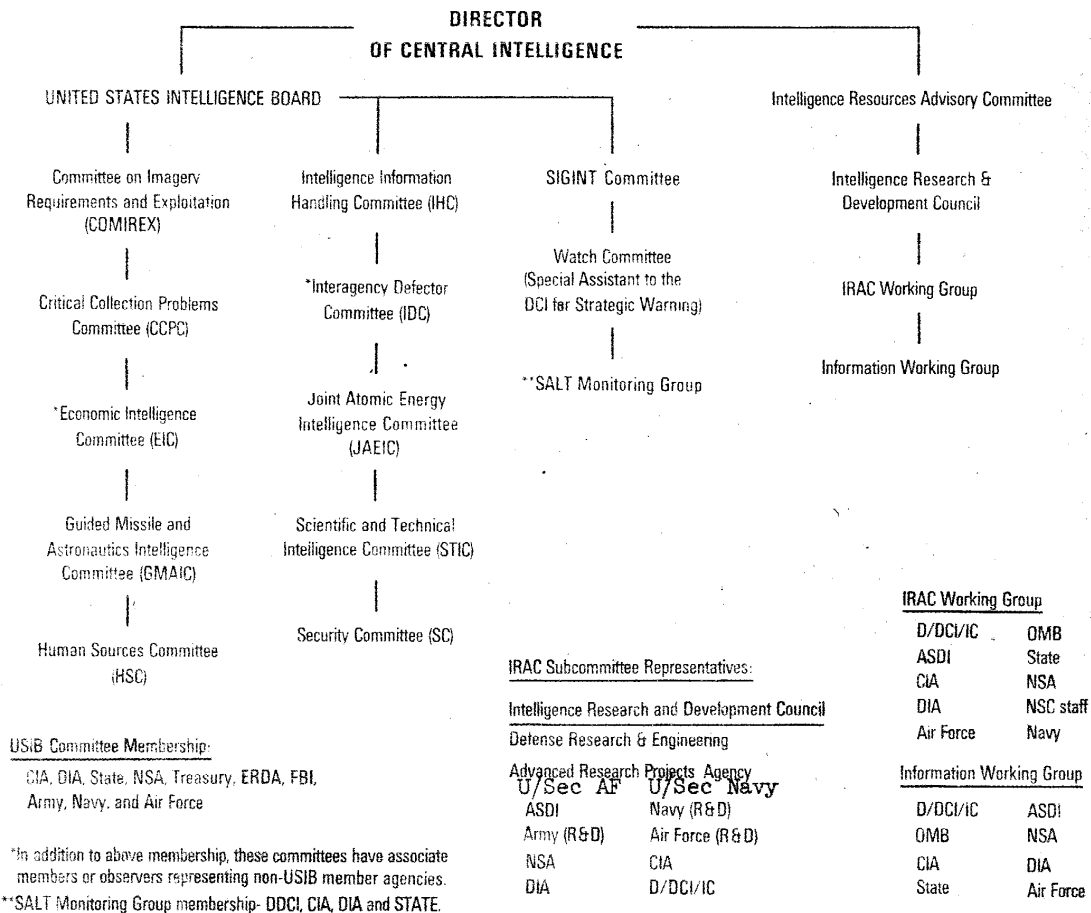 DIRECTOR
OF CENTRAL INTELLIGENCE
UNITED STATES INTELLIGENCE BOARD
Intelligence Resources Advisory Committee
Committee on Imagery
Requirements and Exploitation
(COMIREX)
Critical Collection Problems
Committee (CCPC)
*Economic Intelligence
Committee (EIC)
Guided Missile and
Astronautics Intelligence
Committee (GMAIC)
Human Sources Committee
(HSC)
Intelligence Information
Handling Committee (IHC)
*Interagency Defector
Committee (IDC)
Joint Atomic Energy
Intelligence Committee
(JAEIC)
Scientific and Technical
Intelligence Committee (STIC)
Security Committee (SC)
SIGINT Committee
Watch Committee
(Special Assistant to the
DCI for Strategic Warning)
**SALT Monitoring Group
Intelligence Research &
Development Council
IRAC Working Group
Information Working Group
USIB Committee Membership:
CIA, DIA, State, NSA, Treasury, ERDA, FBI,
Army, Navy, and Air Force
*In addition to above membership, these committees have associate
members or observers representing non-USIB member agencies.
**SALT Monitoring Group membership- DDCI, CIA, DIA and STATE.
IRAC Subcommittee Representatives:
Intelligence Research and Development Council
Defense Research & Engineering
Advanced Research Projects Agency
U/Sec AF U/Sec Navy
ASDI Navy (R&D)
Army (R&D) Air Force (R&D)
NSA CIA
DIA D/DCI/IC
IRAC Working Group
D/DCI/IC OMB
ASDI State
CIA NSA
DIA NSC staff
Air Force Navy
Information Working Group
D/DCI/IC ASDI
OMB NSA
CIA DIA
State Air Force